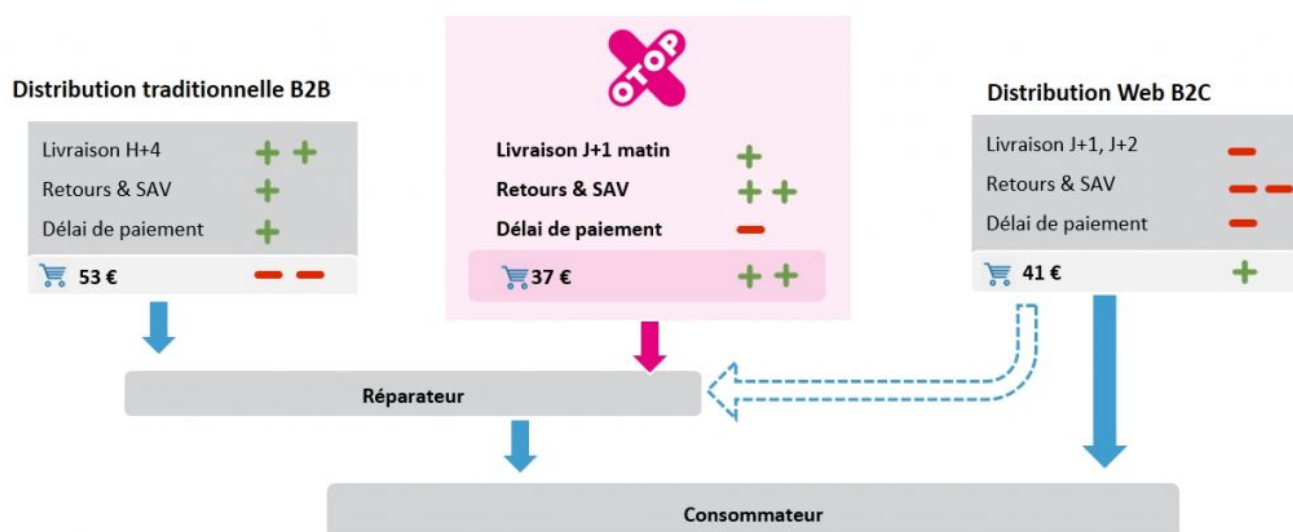 OTOP
Distribution traditionnelle B2B
Livraison H+4
Retours & SAV
Délai de paiement
53 €
Livraison J+1 matin
Retours & SAV
Délai de paiement
37 €
Distribution Web B2C
Livraison J+1, J+2
Retours & SAV
Délai de paiement
41 €
Réparateur
Consommateur